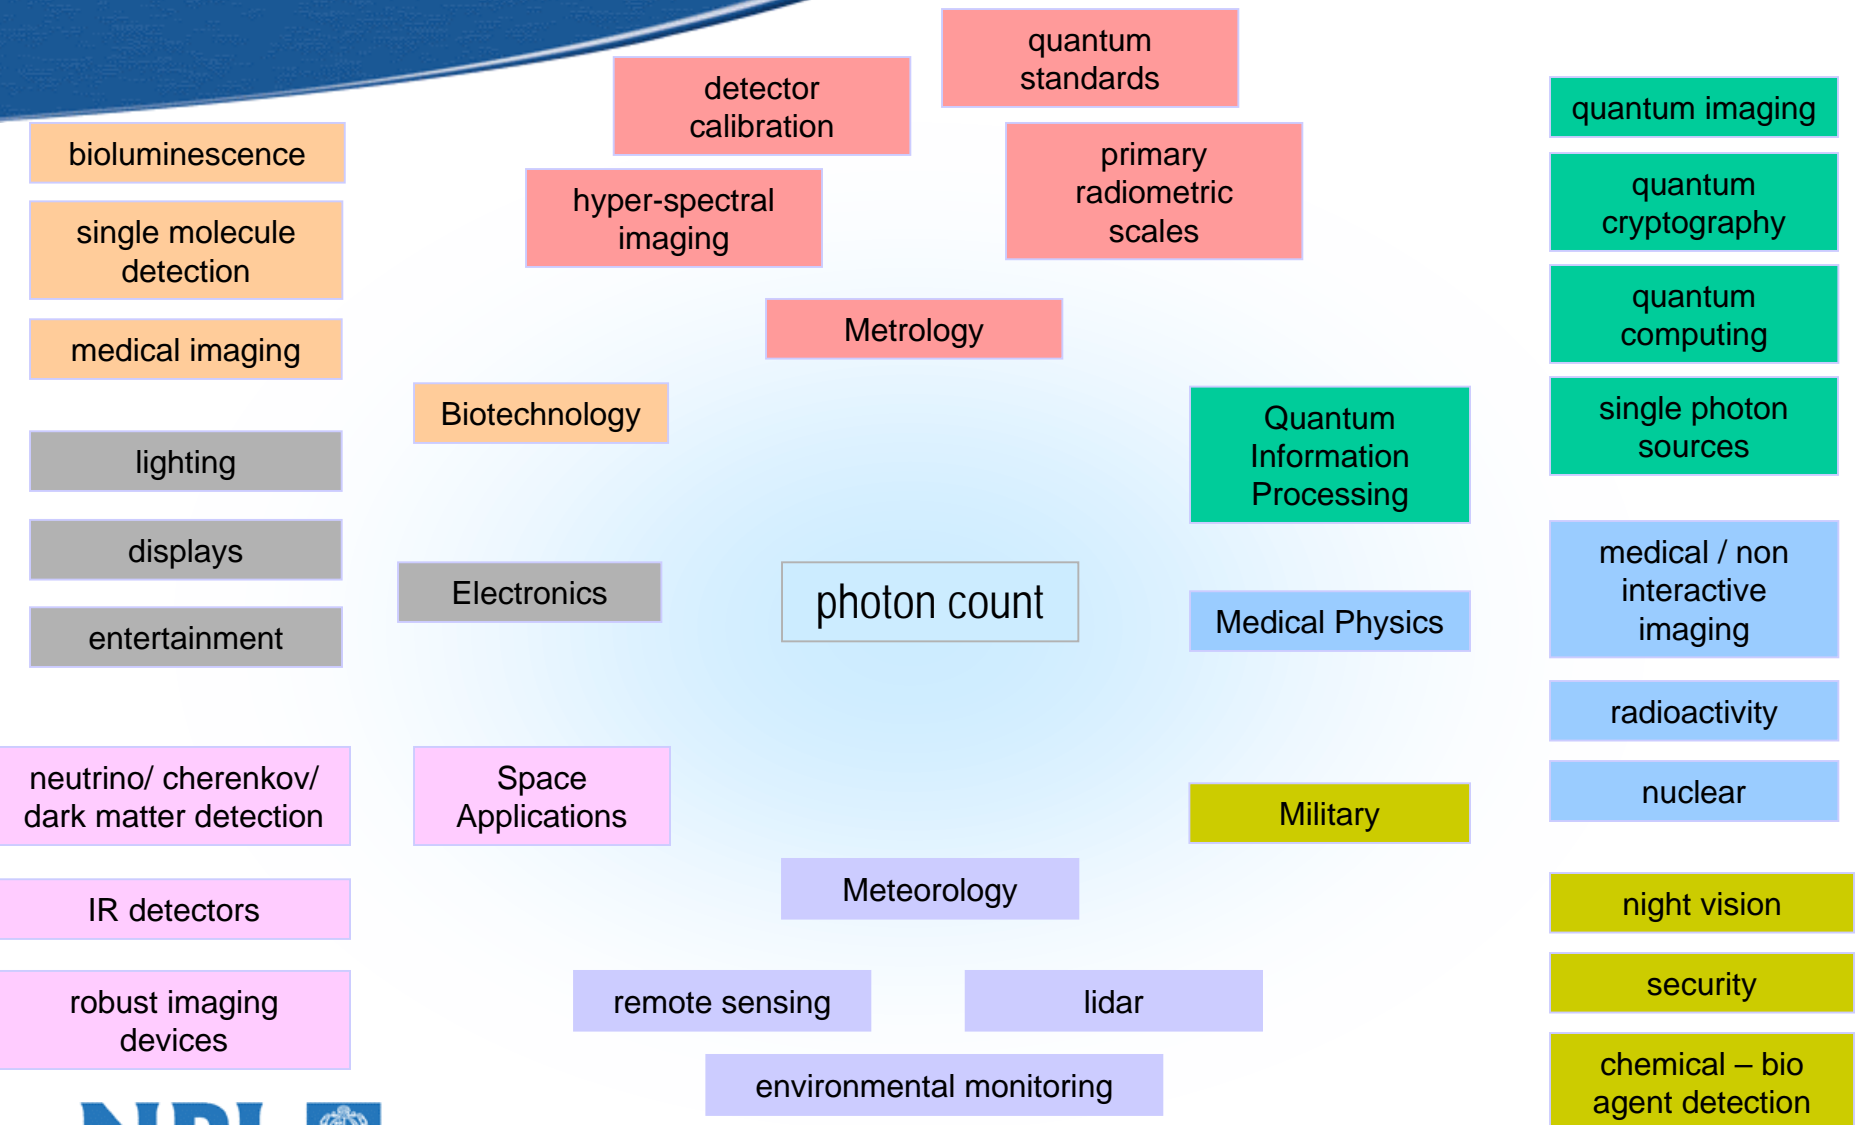 quantum
standards
detector
calibration
primary
radiometric
scales
hyper-spectral
imaging
Metrology
bioluminescence
single molecule
detection
medical imaging
Biotechnology
lighting
displays
entertainment
Electronics
photon count
quantum imaging
quantum
cryptography
quantum
computing
single photon
sources
Quantum
Information
Processing
medical / non
interactive
imaging
radioactivity
nuclear
Medical Physics
neutrino/ cherenkov/
dark matter detection
IR detectors
robust imaging
devices
Space
Applications
Military
night vision
security
chemical – bio
agent detection
Meteorology
remote sensing
lidar
environmental monitoring
NPL